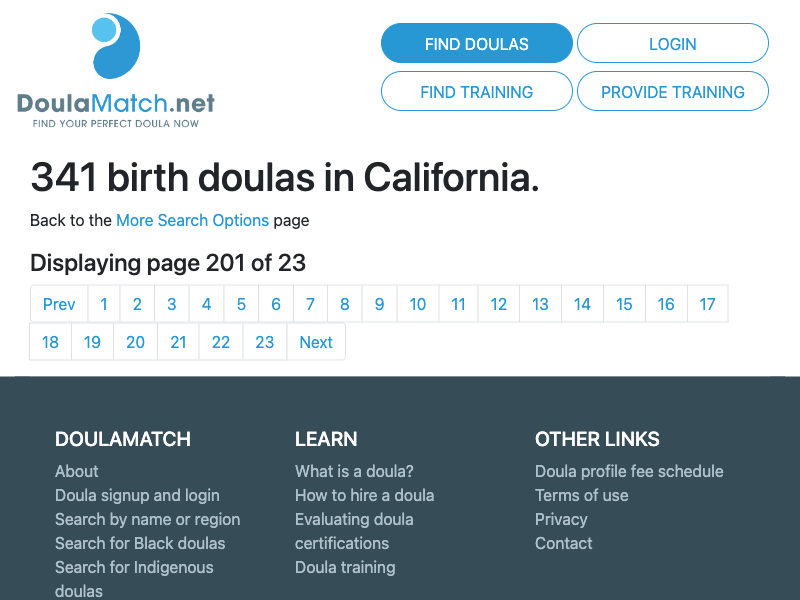 DoulaMatch.net
FIND YOUR PERFECT DOULA NOW
FIND DOULAS
LOGIN
FIND TRAINING
PROVIDE TRAINING
341 birth doulas in California.
Back to the More Search Options page
Displaying page 201 of 23
Prev 1 2 3 4 5 6 7 8 9 10 11 12 13 14 15 16 17
18 19 20 21 22 23 Next
DOULAMATCH
About
Doula signup and login
Search by name or region
Search for Black doulas
Search for Indigenous
doulas
LEARN
What is a doula?
How to hire a doula
Evaluating doula
certifications
Doula training
OTHER LINKS
Doula profile fee schedule
Terms of use
Privacy
Contact